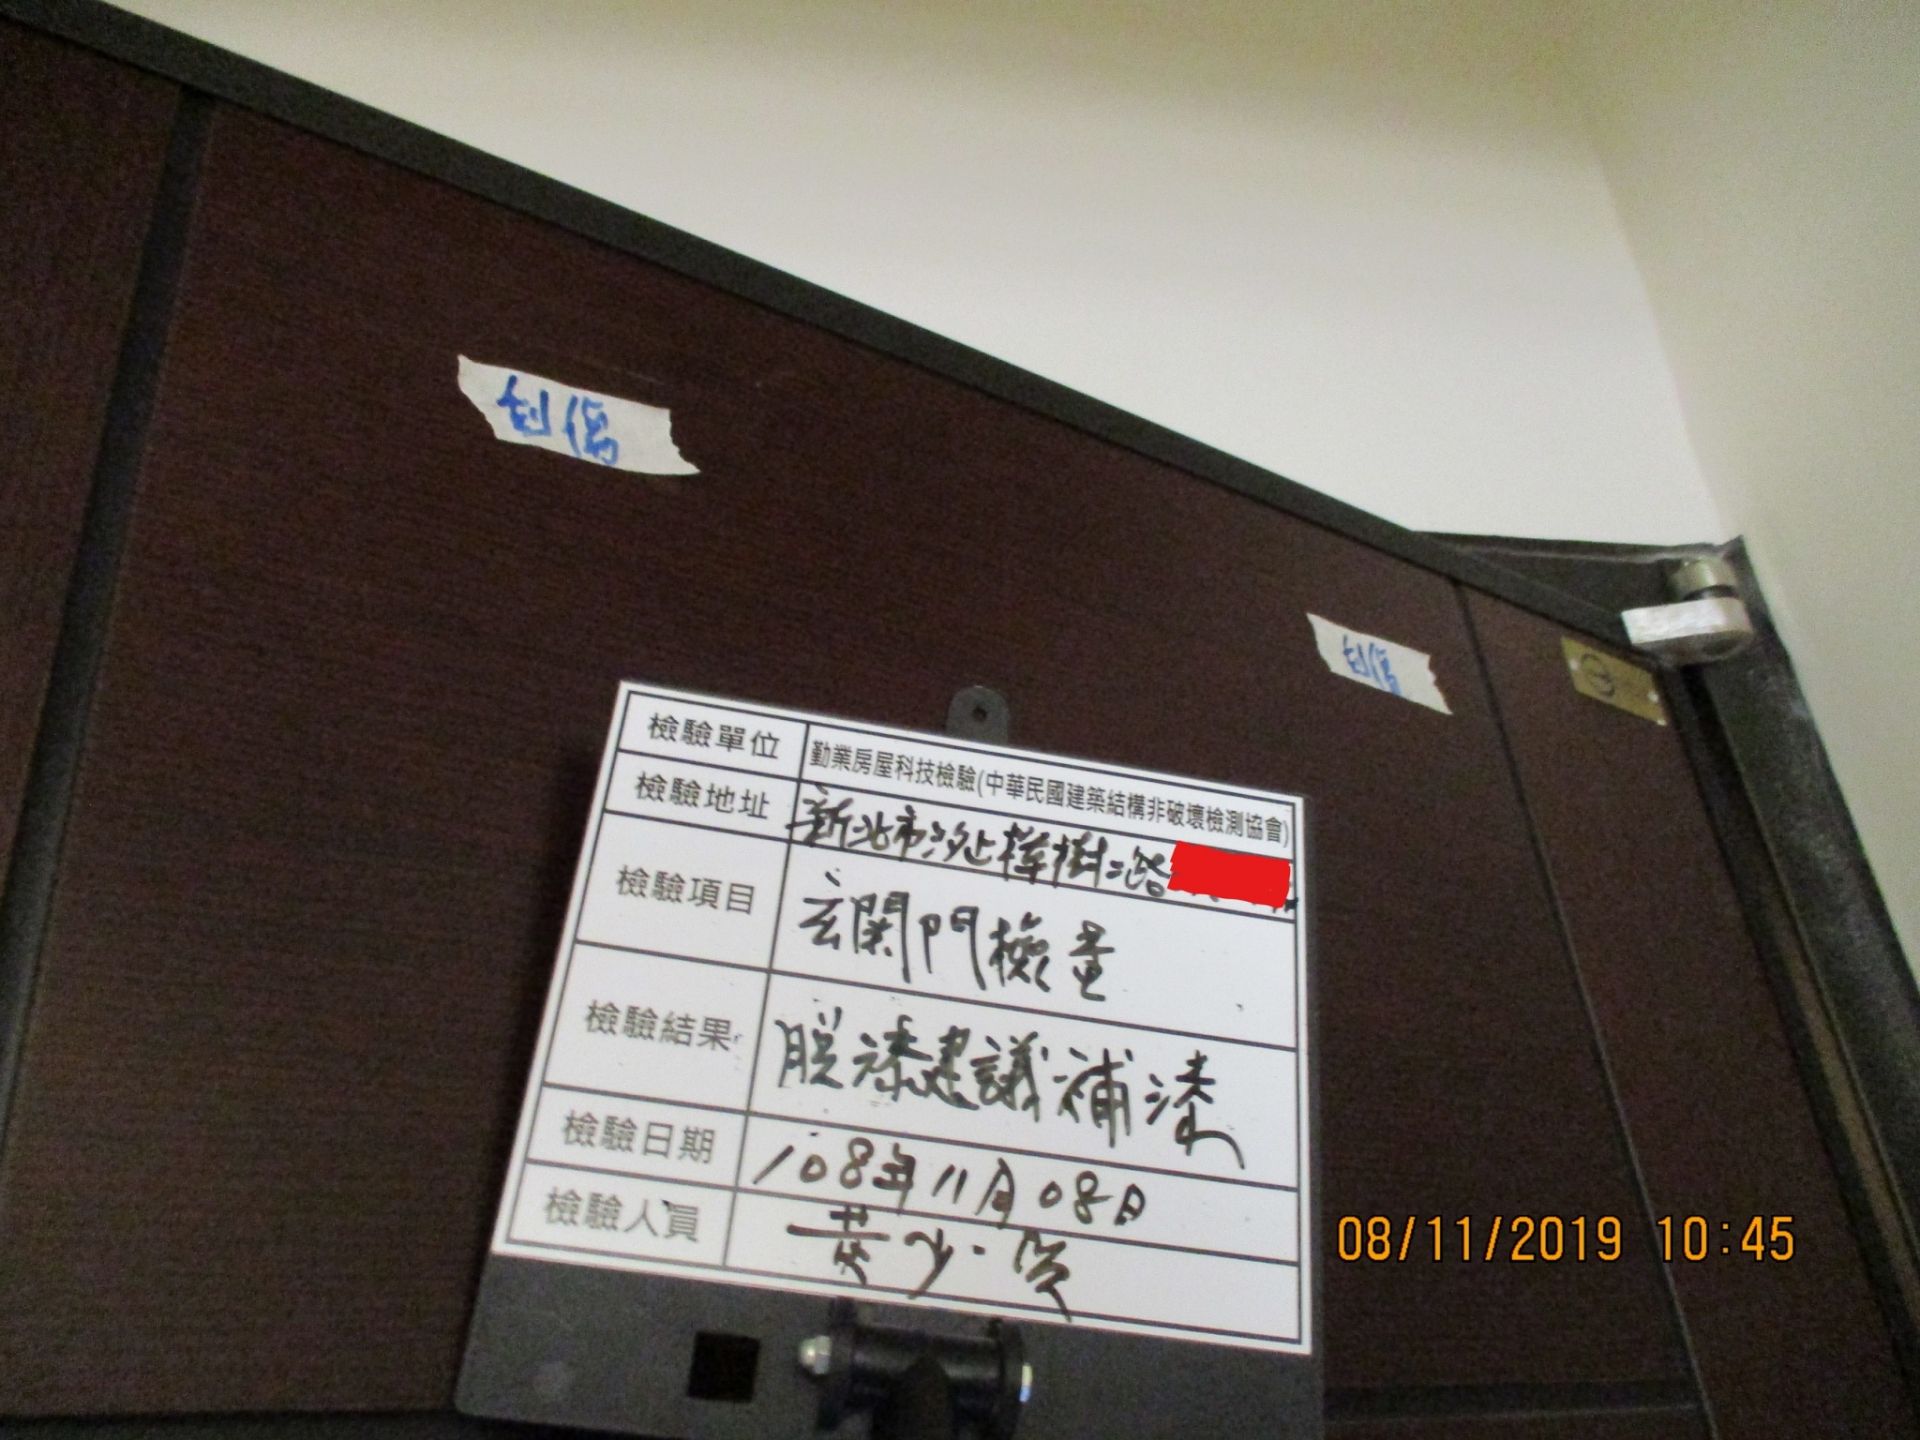 刮傷
刮傷
檢驗單位 勤業房屋科技檢驗(中華民國建築結構非破壞檢測協會)
檢驗地址 新北市汐止樟樹二路
檢驗項目 玄関門檢量
檢驗結果 脫漆建議補漆
檢驗日期 108年11月08日
檢驗人員 黃少
08/11/2019 10:45